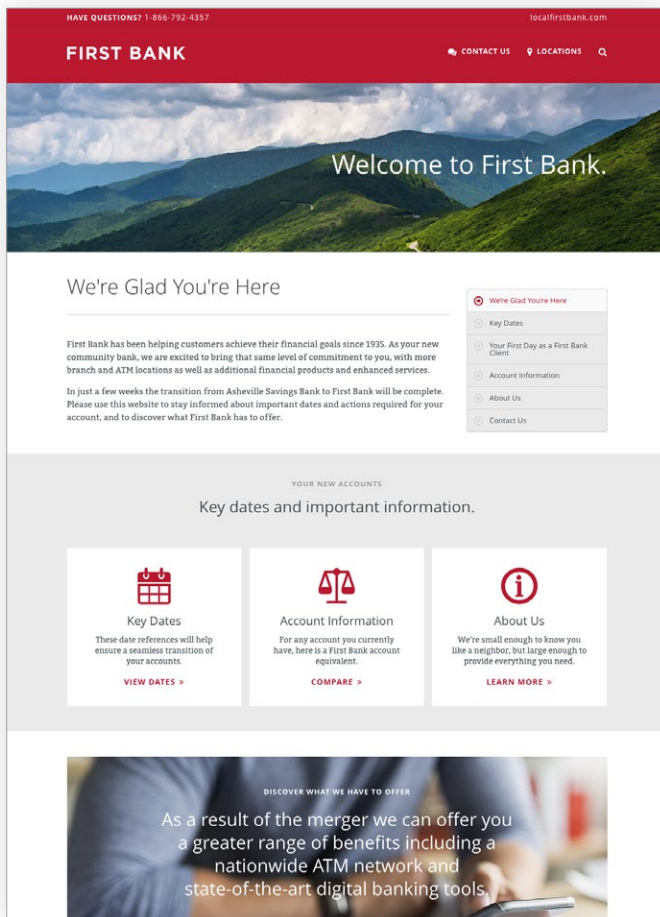 HAVE QUESTIONS? 1-866-792-4357
localfirstbank.com
FIRST BANK
CONTACT US
LOCATIONS
Welcome to First Bank.
We're Glad You're Here
First Bank has been helping customers achieve their financial goals since 1935. As your new
community bank, we are excited to bring that same level of commitment to you, with more
branch and ATM locations as well as additional financial products and enhanced services.
In just a few weeks the transition from Asheville Savings Bank to First Bank will be complete.
Please use this website to stay informed about important dates and actions required for your
account, and to discover what First Bank has to offer.
We're Glad You're Here
Key Dates
Your First Day as a First Bank
Client
Account Information
About Us
Contact Us
YOUR NEW ACCOUNTS
Key dates and important information.
Key Dates
These date references will help
ensure a seamless transition of
your accounts.
VIEW DATES »
Account Information
For any account you currently
have, here is a First Bank account
equivalent.
COMPARE »
About Us
We're small enough to know you
like a neighbor, but large enough to
provide everything you need.
LEARN MORE »
DISCOVER WHAT WE HAVE TO OFFER
As a result of the merger we can offer you
a greater range of benefits including a
nationwide ATM network and
state-of-the-art digital banking tools.